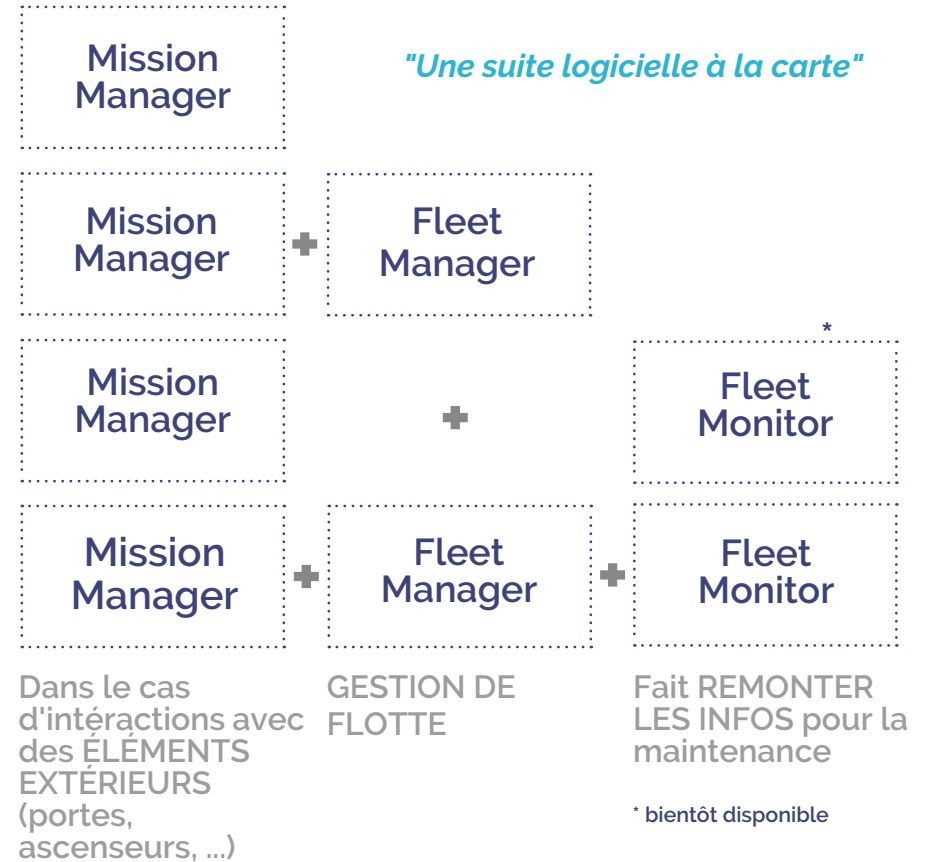 Mission
Manager
"Une suite logicielle à la carte"
Mission
Manager
Fleet
Manager
*
Mission
Manager
Fleet
Monitor
Mission
Manager
Fleet
Manager
Fleet
Monitor
Dans le cas
d'intéractions avec
des ÉLÉMENTS
EXTÉRIEURS
(portes,
ascenseurs, ...)
GESTION DE
FLOTTE
Fait REMONTER
LES INFOS pour la
maintenance
* bientôt disponible